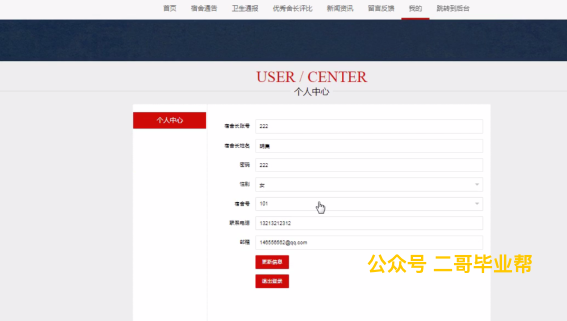 首页 宿舍通告 卫生通报 优秀舍长评比 新闻资讯 留言反馈 我的 跳转到后台
USER / CENTER
个人中心
个人中心
宿舍长账号 222
宿舍长姓名
密码 222
性别 女
宿舍号 101
联系电话 13213212312
邮箱 @qq.com
更新信息
退出登录
公众号 二哥毕业帮